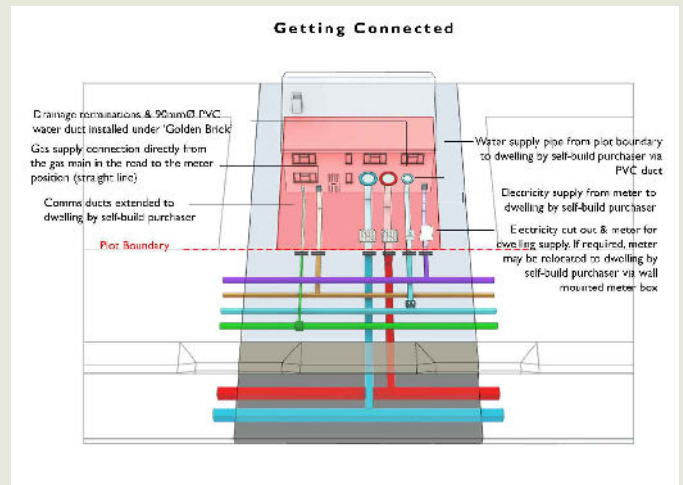 Getting Connected
Drainage terminations & 90mmØ PVC
water duct installed under 'Golden Brick'
Gas supply connection directly from
the gas main in the road to the meter
position (straight line)
Comms ducts extended to
dwelling by self-build purchaser
Plot Boundary
Water supply pipe from plot boundary
to dwelling by self-build purchaser via
PVC duct
Electricity supply from meter to
dwelling by self-build purchaser
Electricity cut out & meter for
dwelling supply. If required, meter
may be relocated to dwelling by
self-build purchaser via wall
mounted meter box